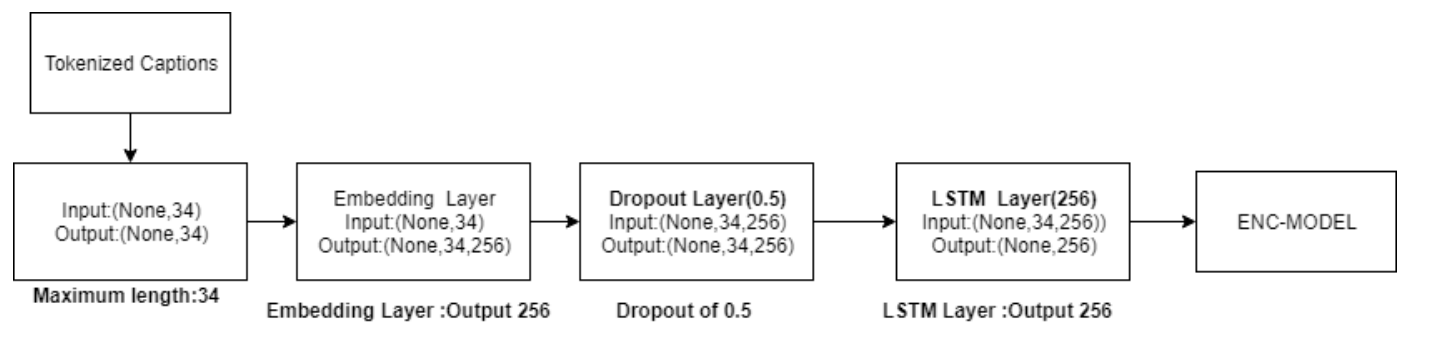 Tokenized Captions
Input:(None,34)
Output:(None,34)
Maximum length:34
Embedding Layer
Input:(None,34)
Output:(None,34,256)
Embedding Layer :Output 256
Dropout Layer(0.5)
Input:(None,34,256)
Output:(None,34,256)
Dropout of 0.5
LSTM Layer(256)
Input:(None,34,256))
Output:(None,256)
LSTM Layer :Output 256
ENC-MODEL